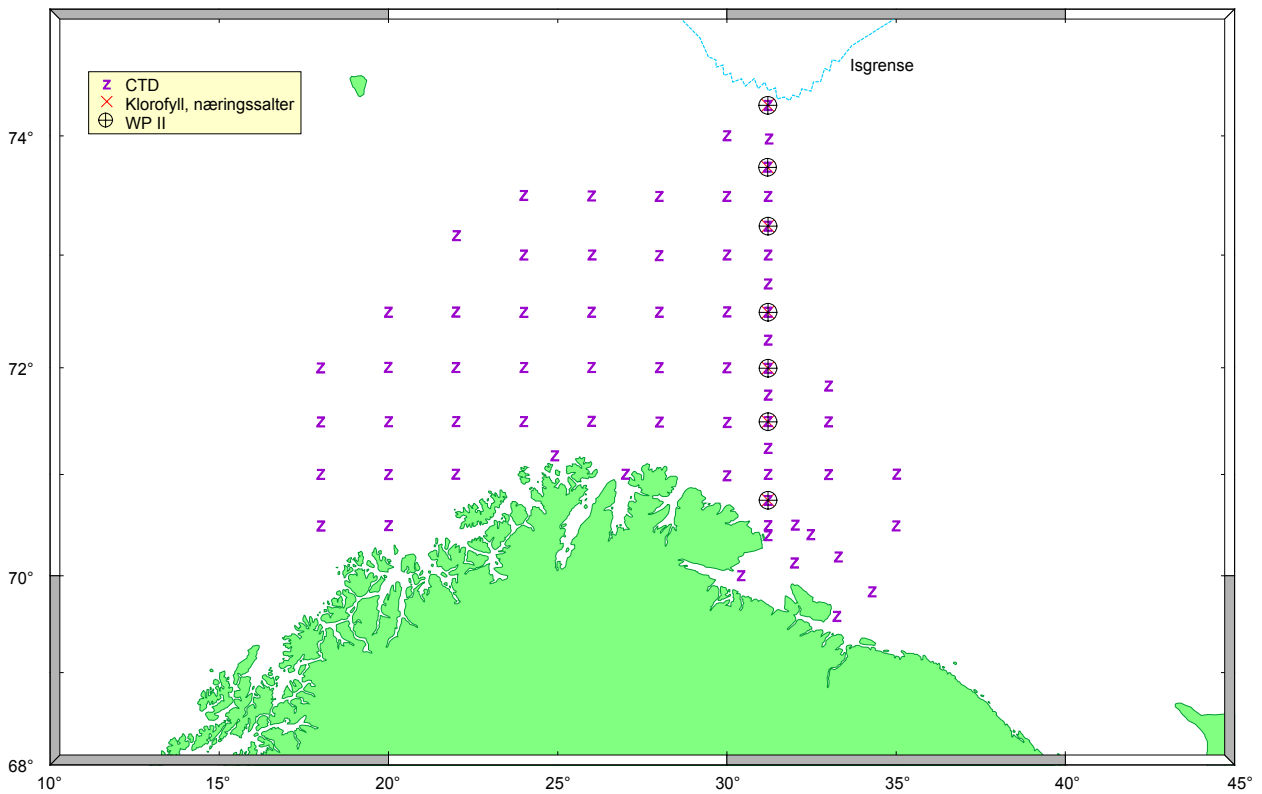 Isgrense
z CTD
× Klorofyll, næringssalter
⊕ WP II
74°
72°
70°
68°
10° 15° 20° 25° 30° 35° 40° 45°